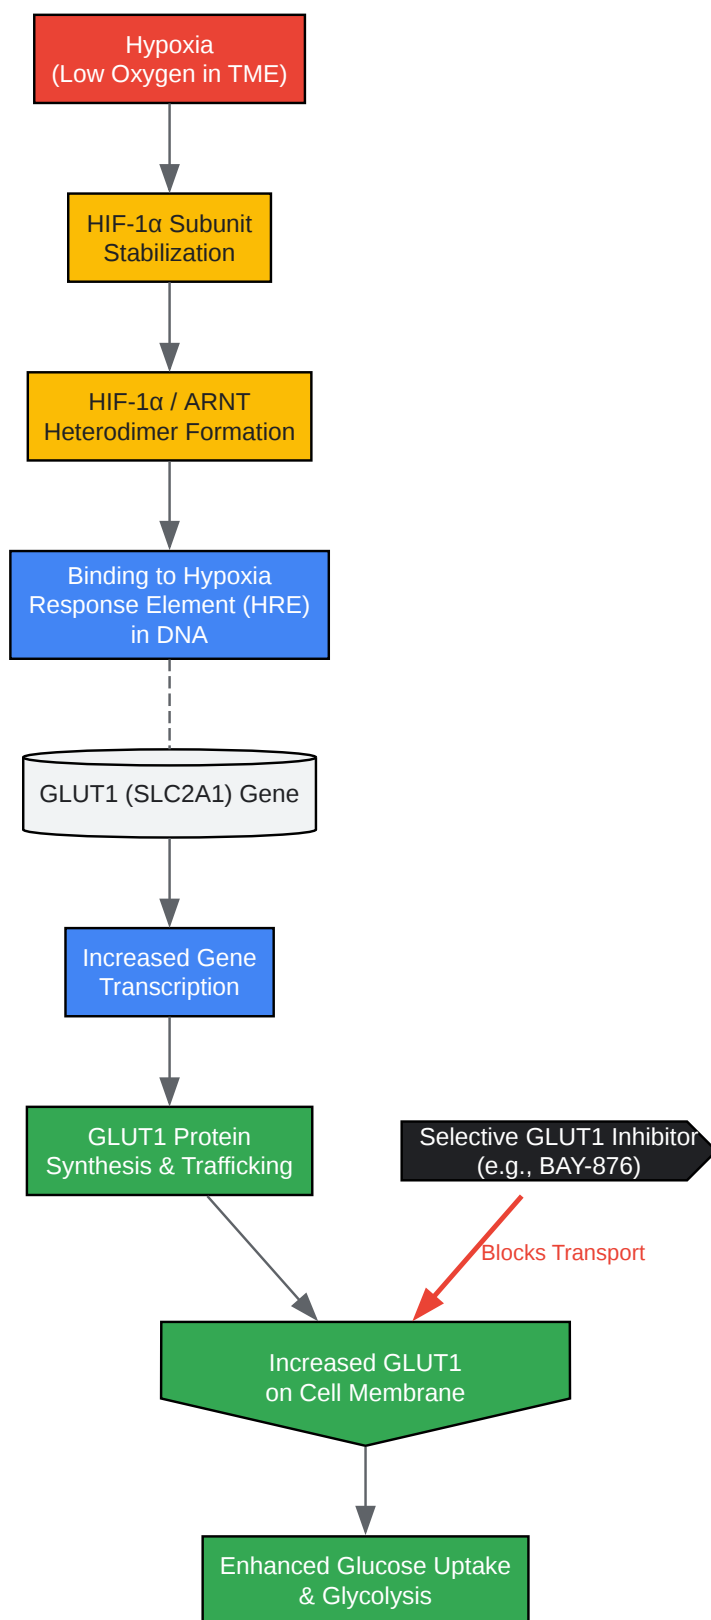 Hypoxia
(Low Oxygen in TME)
HIF-1α Subunit
Stabilization
HIF-1α / ARNT
Heterodimer Formation
Binding to Hypoxia
Response Element (HRE)
in DNA
GLUT1 (SLC2A1) Gene
Increased Gene
Transcription
GLUT1 Protein
Synthesis & Trafficking
Selective GLUT1 Inhibitor
(e.g., BAY-876)
Blocks Transport
Increased GLUT1
on Cell Membrane
Enhanced Glucose Uptake
& Glycolysis